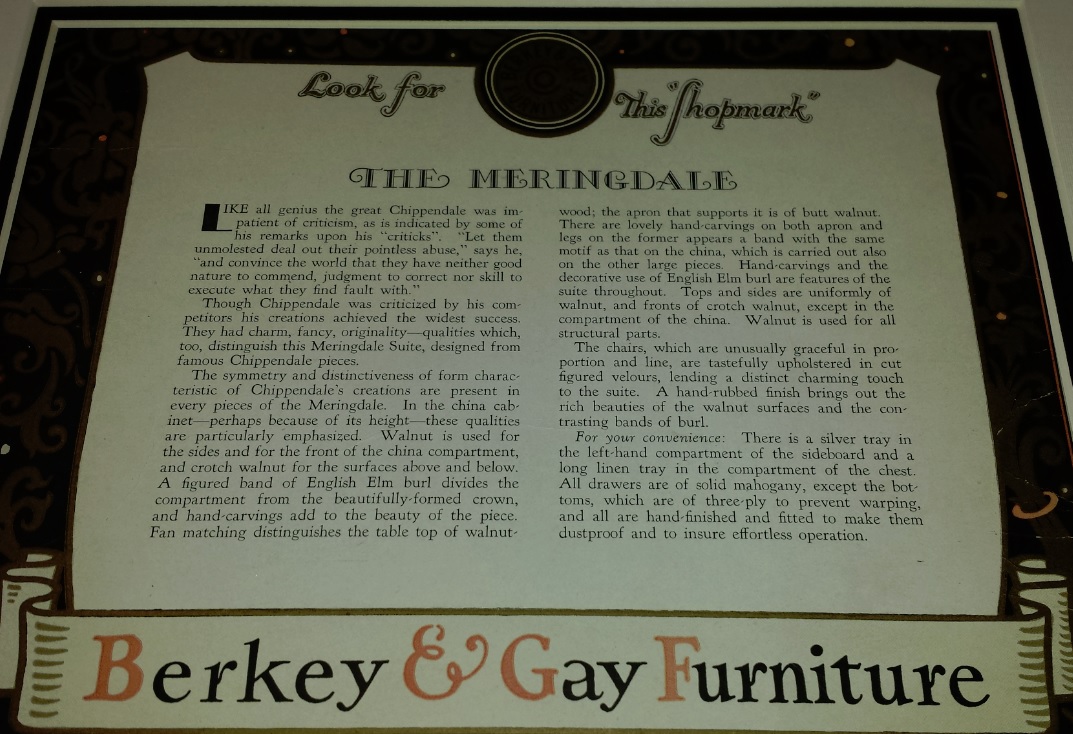 Look for This "Shopmark"
THE MERINGDALE
LIKE all genius the great Chippendale was im-
patient of criticism, as is indicated by some of
his remarks upon his "criticks". "Let them
unmolested deal out their pointless abuse," says he,
"and convince the world that they have neither good
nature to commend, judgment to correct nor skill to
execute what they find fault with."
Though Chippendale was criticized by his com-
petitors his creations achieved the widest success.
They had charm, fancy, originality—qualities which,
too, distinguish this Meringdale Suite, designed from
famous Chippendale pieces.
The symmetry and distinctiveness of form charac-
teristic of Chippendale's creations are present in
every pieces of the Meringdale. In the china cab-
inet—perhaps because of its height—these qualities
are particularly emphasized. Walnut is used for
the sides and for the front of the china compartment,
and crotch walnut for the surfaces above and below.
A figured band of English Elm burl divides the
compartment from the beautifully-formed crown,
and hand-carvings add to the beauty of the piece.
Fan matching distinguishes the table top of walnut-
wood; the apron that supports it is of butt walnut.
There are lovely hand-carvings on both apron and
legs on the former appears a band with the same
motif as that on the china, which is carried out also
on the other large pieces. Hand-carvings and the
decorative use of English Elm burl are features of the
suite throughout. Tops and sides are uniformly of
walnut, and fronts of crotch walnut, except in the
compartment of the china. Walnut is used for all
structural parts.
The chairs, which are unusually graceful in pro-
portion and line, are tastefully upholstered in cut
figured velours, lending a distinct charming touch
to the suite. A hand-rubbed finish brings out the
rich beauties of the walnut surfaces and the con-
trasting bands of burl.
For your convenience: There is a silver tray in
the left-hand compartment of the sideboard and a
long linen tray in the compartment of the chest.
All drawers are of solid mahogany, except the bot-
toms, which are of three-ply to prevent warping,
and all are hand-finished and fitted to make them
dustproof and to insure effortless operation.
Berkey & Gay Furniture